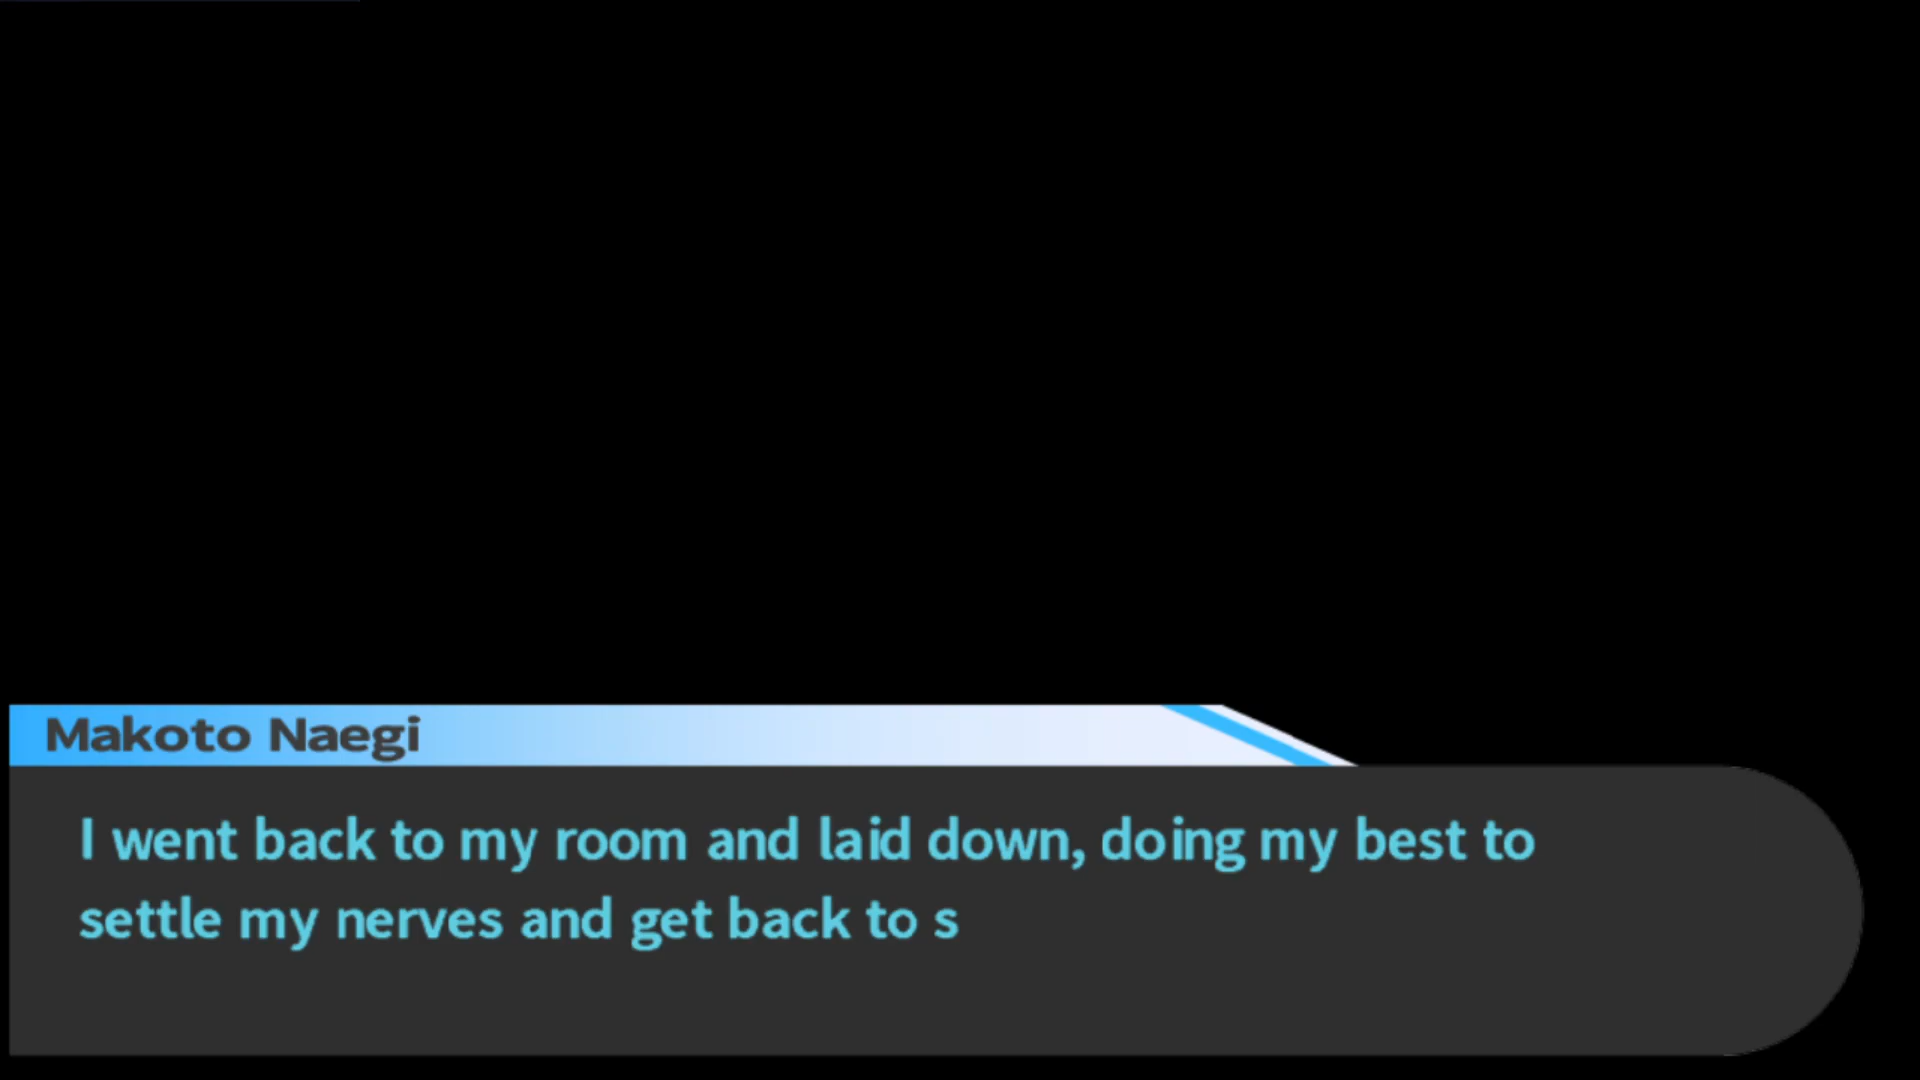 Makoto Naegi
I went back to my room and laid down, doing my best to
settle my nerves and get back to s